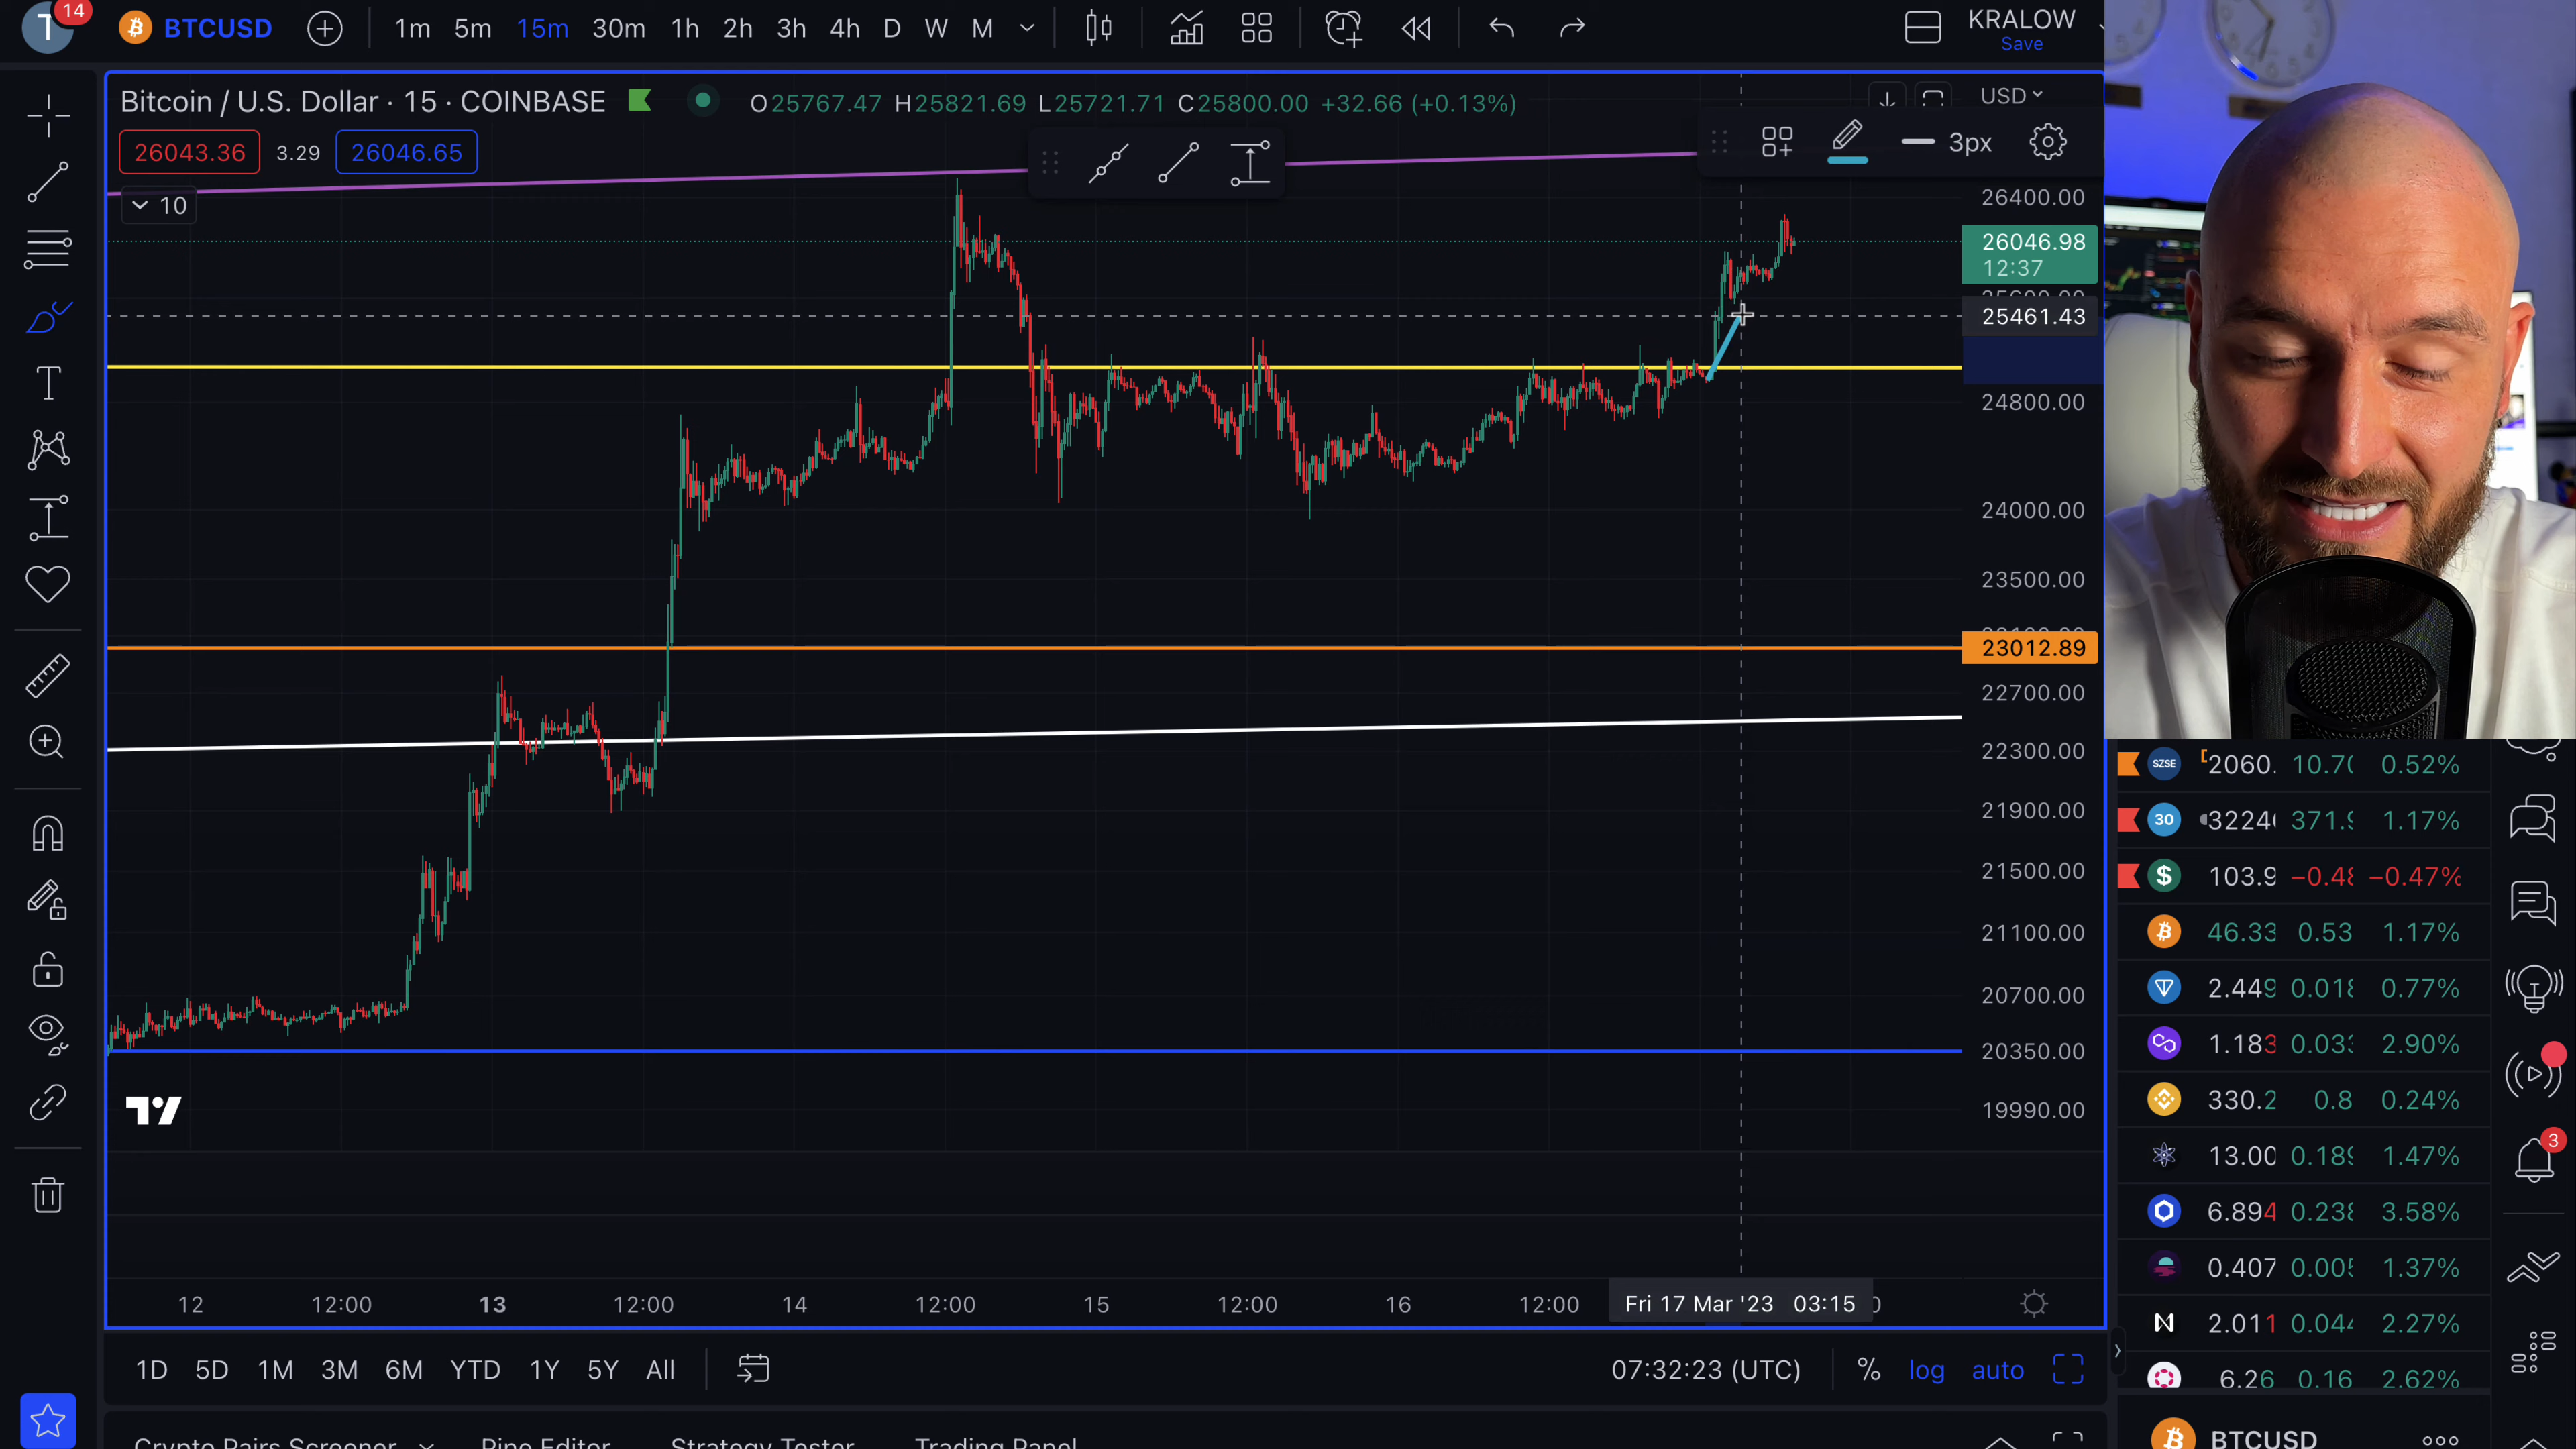 T 14 BTCUSD 1m 5m 15m 30m 1h 2h 3h 4h D W M KRALOW
Save
Bitcoin / U.S. Dollar · 15 · COINBASE O25767.47 H25821.69 L25721.71 C25800.00 +32.66 (+0.13%) USD
26043.36 3.29 26046.65 3px
10
26400.00
26046.98
12:37
25461.43
24800.00
24000.00
23500.00
23012.89
22700.00
22300.00
21900.00
21500.00
21100.00
20700.00
20350.00
19990.00
12 12:00 13 12:00 14 12:00 15 12:00 16 12:00 Fri 17 Mar '23 03:15
1D 5D 1M 3M 6M YTD 1Y 5Y All 07:32:23 (UTC) % log auto
Crypto Pairs Screener Pine Editor Strategy Tester Trading Panel
SZSE 2060. 10.70 0.52%
30 3224 371.9 1.17%
$ 103.9 −0.48 −0.47%
46.33 0.53 1.17%
2.449 0.018 0.77%
1.183 0.033 2.90%
330.2 0.8 0.24%
13.00 0.189 1.47%
6.894 0.238 3.58%
0.407 0.005 1.37%
2.011 0.044 2.27%
6.26 0.16 2.62%
BTCUSD
3